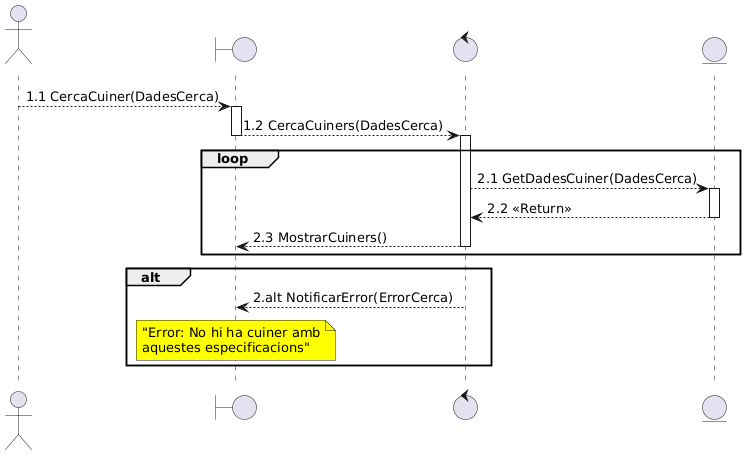 1.1 CercaCuiner(DadesCerca)
1.2 CercaCuiners(DadesCerca)
loop
2.1 GetDadesCuiner(DadesCerca)
2.2 «Return»
2.3 MostrarCuiners()
alt
2.alt NotificarError(ErrorCerca)
"Error: No hi ha cuiner amb
aquestes especificacions"